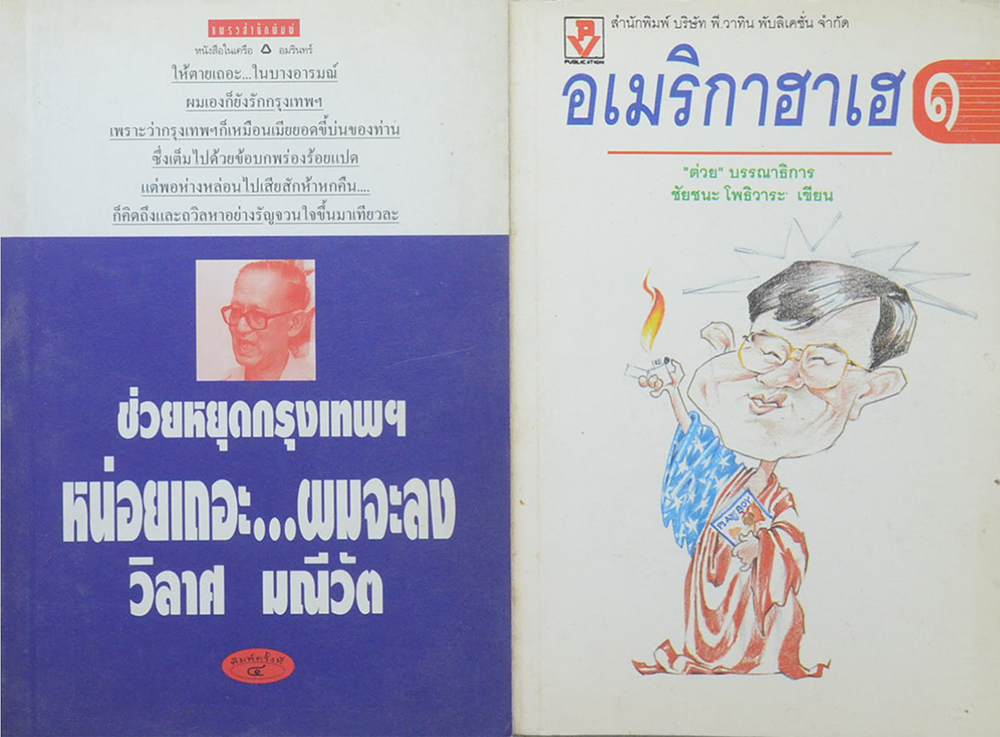 แพรวสำนักพิมพ์
หนังสือในเครือ อมรินทร์
ให้ตายเถอะ...ในบางอารมณ์
ผมเองก็ยังรักกรุงเทพฯ
เพราะว่ากรุงเทพฯก็เหมือนเมียยอดขี้บ่นของท่าน
ซึ่งเต็มไปด้วยข้อบกพร่องร้อยแปด
แต่พอห่างหล่อนไปเสียสักห้าหกคืน....
ก็คิดถึงและถวิลหาอย่างรัญจวนใจขึ้นมาเทียวละ
ช่วยหยุดกรุงเทพฯ
หน่อยเถอะ...ผมจะลง
วิลาศ มณีวัต
พิมพ์ครั้งที่
๔
PV
PUBLICATION
สำนักพิมพ์ บริษัท พี.วาทิน พับลิเคชั่น จำกัด
อเมริกาฮาเฮ ๑
"ต่วย" บรรณาธิการ
ชัยชนะ โพธิวาระ เขียน
PLAYBOY